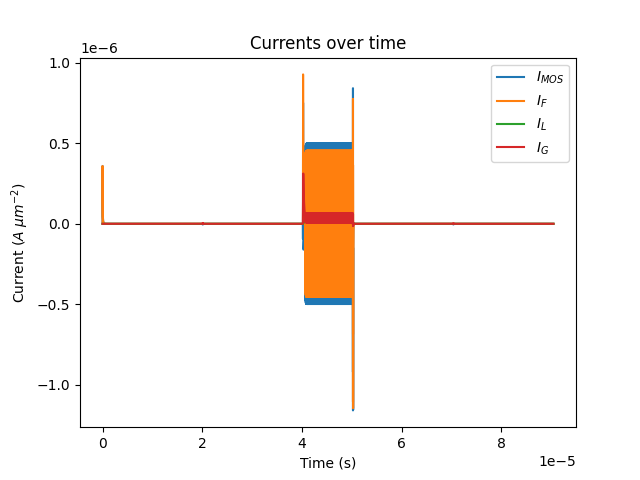 Currents over time
1e−6
1.0
0.5
0.0
−0.5
−1.0
Current (A μm⁻²)
I_MOS
I_F
I_L
I_G
0
2
4
6
8
1e−5
Time (s)